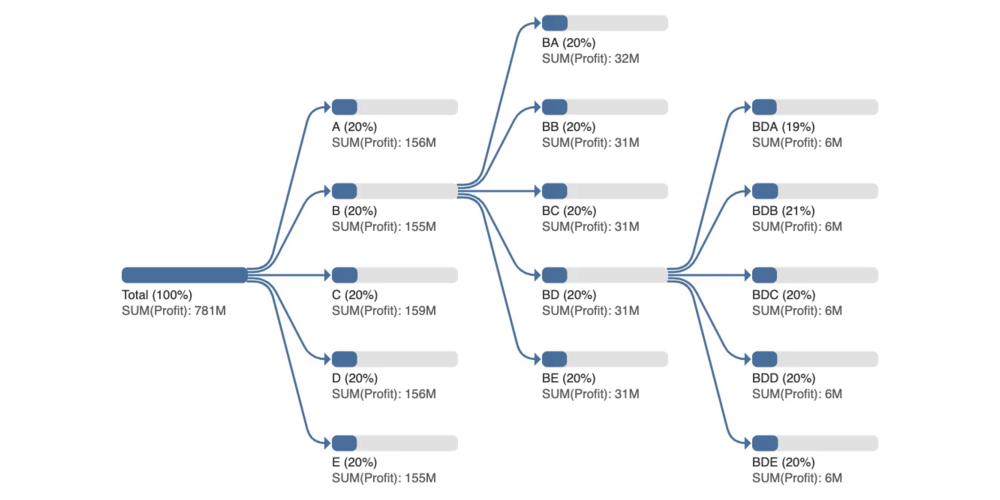 Total (100%)
SUM(Profit): 781M
A (20%)
SUM(Profit): 156M
B (20%)
SUM(Profit): 155M
C (20%)
SUM(Profit): 159M
D (20%)
SUM(Profit): 156M
E (20%)
SUM(Profit): 155M
BA (20%)
SUM(Profit): 32M
BB (20%)
SUM(Profit): 31M
BC (20%)
SUM(Profit): 31M
BD (20%)
SUM(Profit): 31M
BE (20%)
SUM(Profit): 31M
BDA (19%)
SUM(Profit): 6M
BDB (21%)
SUM(Profit): 6M
BDC (20%)
SUM(Profit): 6M
BDD (20%)
SUM(Profit): 6M
BDE (20%)
SUM(Profit): 6M